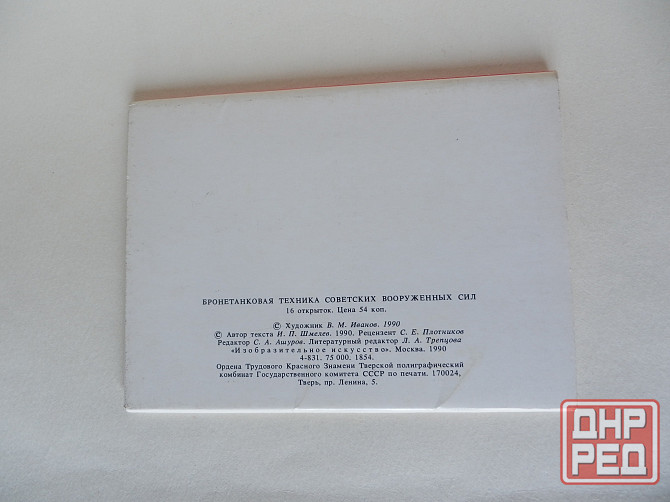 БРОНЕТАНКОВАЯ ТЕХНИКА СОВЕТСКИХ ВООРУЖЕННЫХ СИЛ
16 открыток. Цена 54 коп.
© Художник В. М. Иванов. 1990
© Автор текста И. П. Шмелев. 1990. Рецензент С. Е. Плотников
Редактор С. А. Ашуров. Литературный редактор Л. А. Трепцова
«Изобразительное искусство». Москва. 1990
4-831. 75 000. 1854.
Ордена Трудового Красного Знамени Тверской полиграфический
комбинат Государственного комитета СССР по печати. 170024,
Тверь, пр. Ленина, 5.
ДНР
РЕД